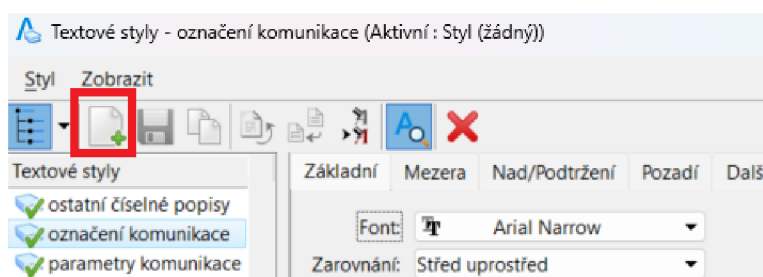 Textové styly - označení komunikace (Aktivní : Styl (žádný))
Styl Zobrazit
Textové styly
Základní Mezera Nad/Podtržení Pozadí Dalš
ostatní číselné popisy
označení komunikace
parametry komunikace
Font: Arial Narrow
Zarovnání: Střed uprostřed